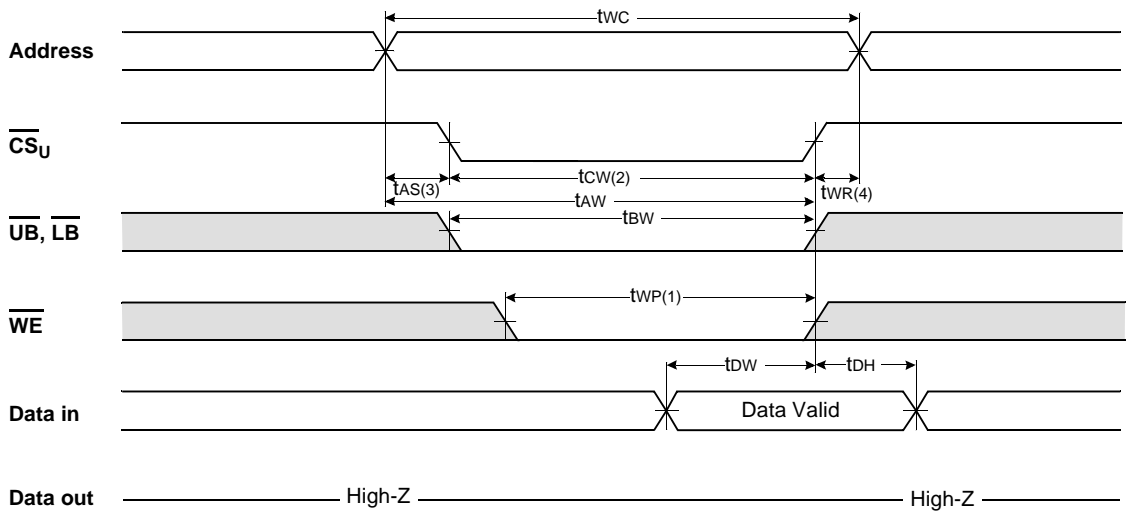 tWC
Address
CSU
tAS(3)
tCW(2)
tWR(4)
tAW
UB, LB
tBW
WE
tWP(1)
tDW
tDH
Data in
Data Valid
Data out
High-Z
High-Z